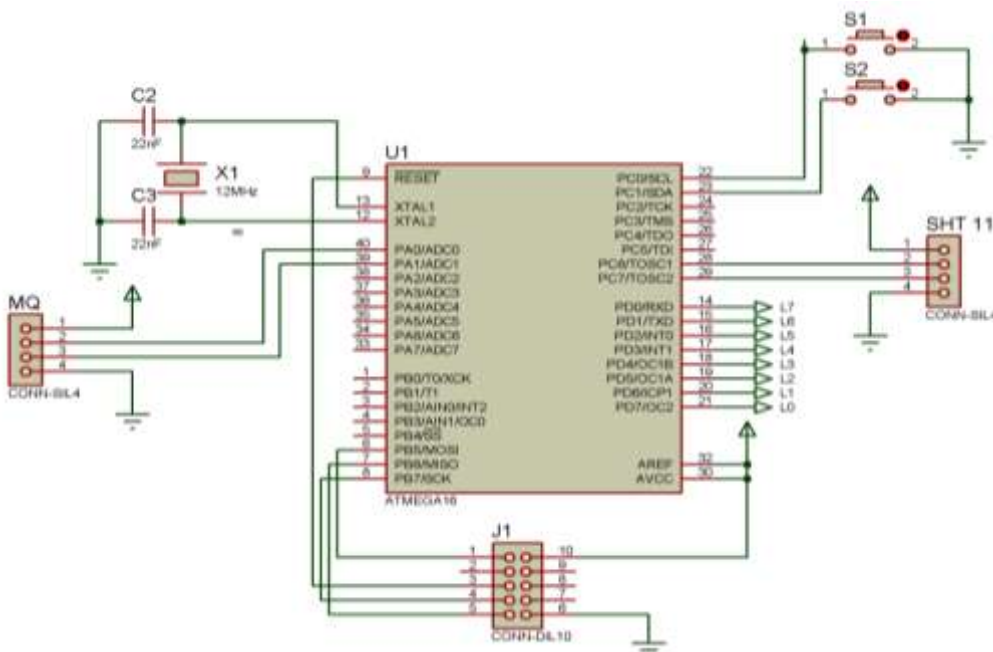 S1
1
2
S2
1
2
C2
22nF
X1
12MHz
C3
22nF
U1
9 RESET
13 XTAL1
12 XTAL2
40 PA0/ADC0
39 PA1/ADC1
38 PA2/ADC2
37 PA3/ADC3
36 PA4/ADC4
35 PA5/ADC5
34 PA6/ADC6
33 PA7/ADC7
1 PB0/T0/XCK
2 PB1/T1
3 PB2/AIN0/INT2
4 PB3/AIN1/OC0
5 PB4/SS
6 PB5/MOSI
7 PB6/MISO
8 PB7/SCK
PC0/SCL 22
PC1/SDA 23
PC2/TCK 24
PC3/TMS 25
PC4/TDO 26
PC5/TDI 27
PC6/TOSC1 28
PC7/TOSC2 29
PD0/RXD 14 L7
PD1/TXD 15 L6
PD2/INT0 16 L5
PD3/INT1 17 L4
PD4/OC1B 18 L3
PD5/OC1A 19 L2
PD6/ICP1 20 L1
PD7/OC2 21 L0
AREF 32
AVCC 30
ATMEGA16
MQ
1
2
3
4
CONN-SIL4
SHT 11
1
2
3
4
J1
1 10
2 9
3 8
4 7
5 6
CONN-DIL10